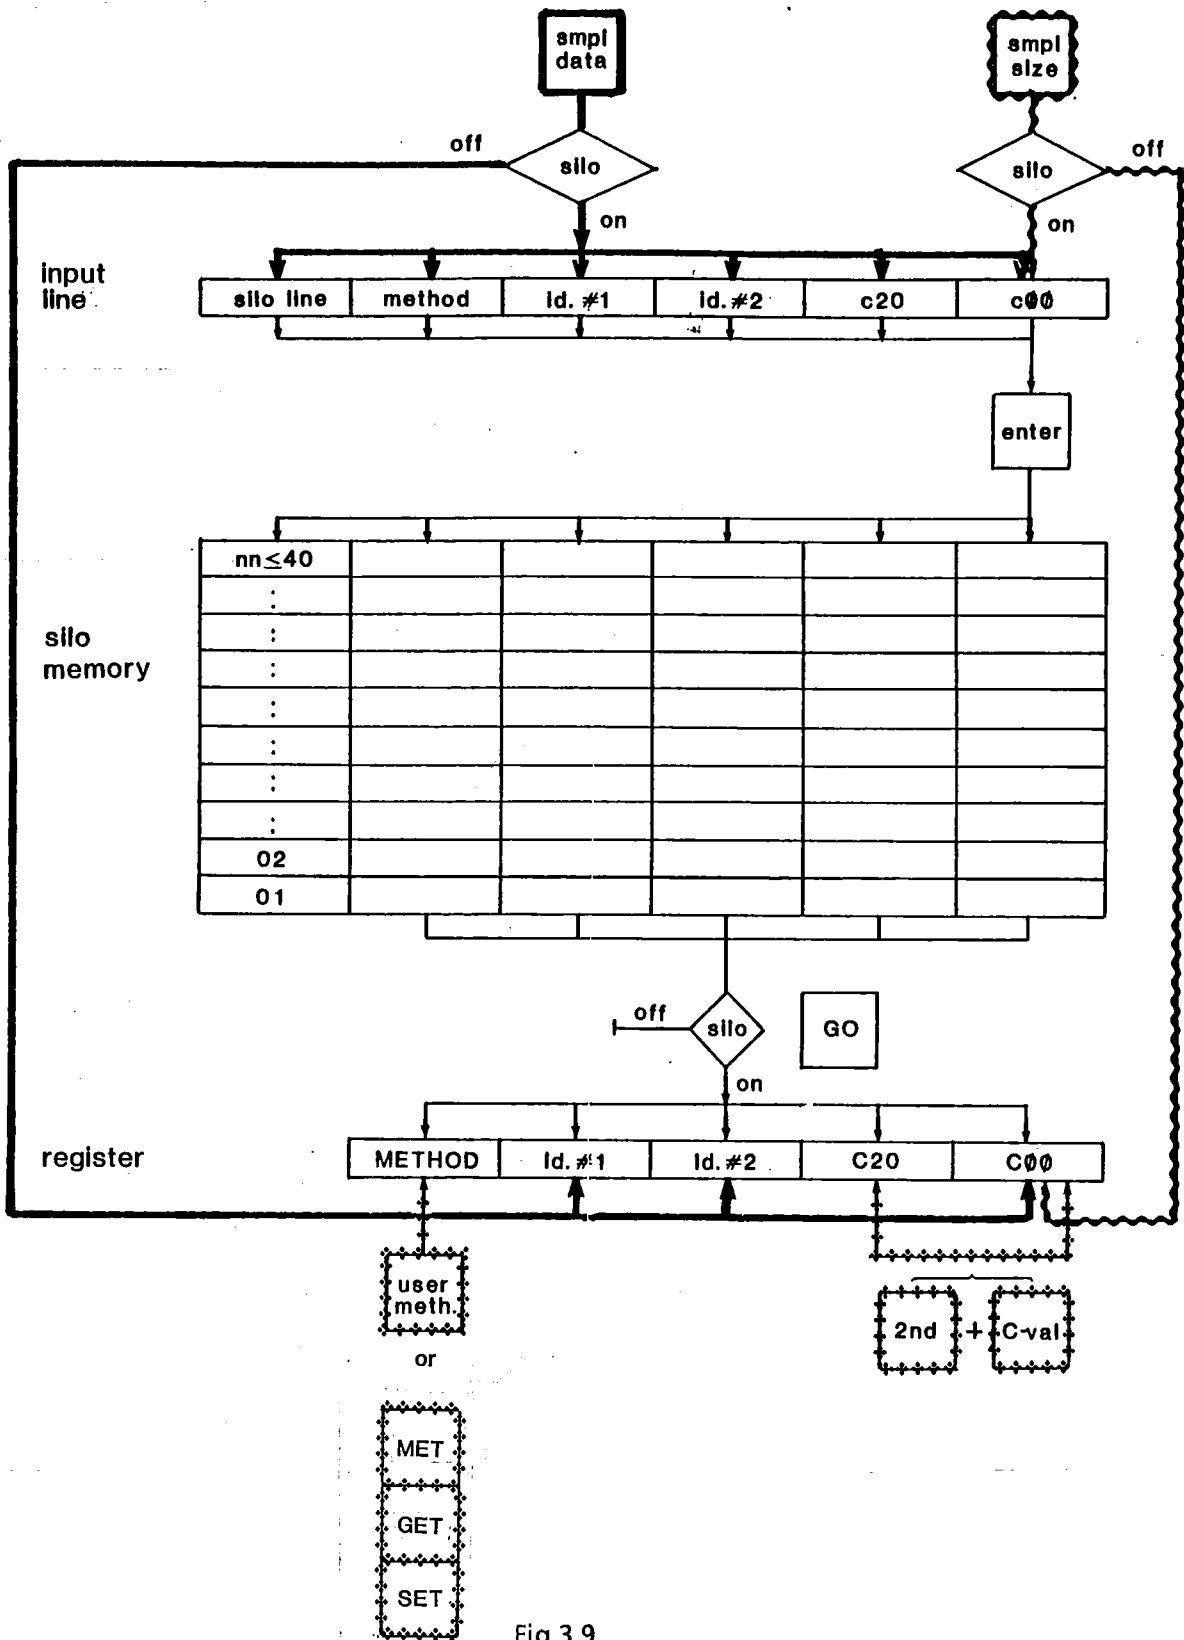 smpl
data
smpl
size
off
silo
on
silo
off
on
input
line
silo line
method
id. #1
id. #2
c20
c00
enter
nn≤40
:
:
:
:
:
:
:
02
01
silo
memory
off
silo
on
GO
register
METHOD
Id. #1
Id. #2
C20
C00
user
meth.
or
MET
GET
SET
2nd
+
C-val
Fig 3.9